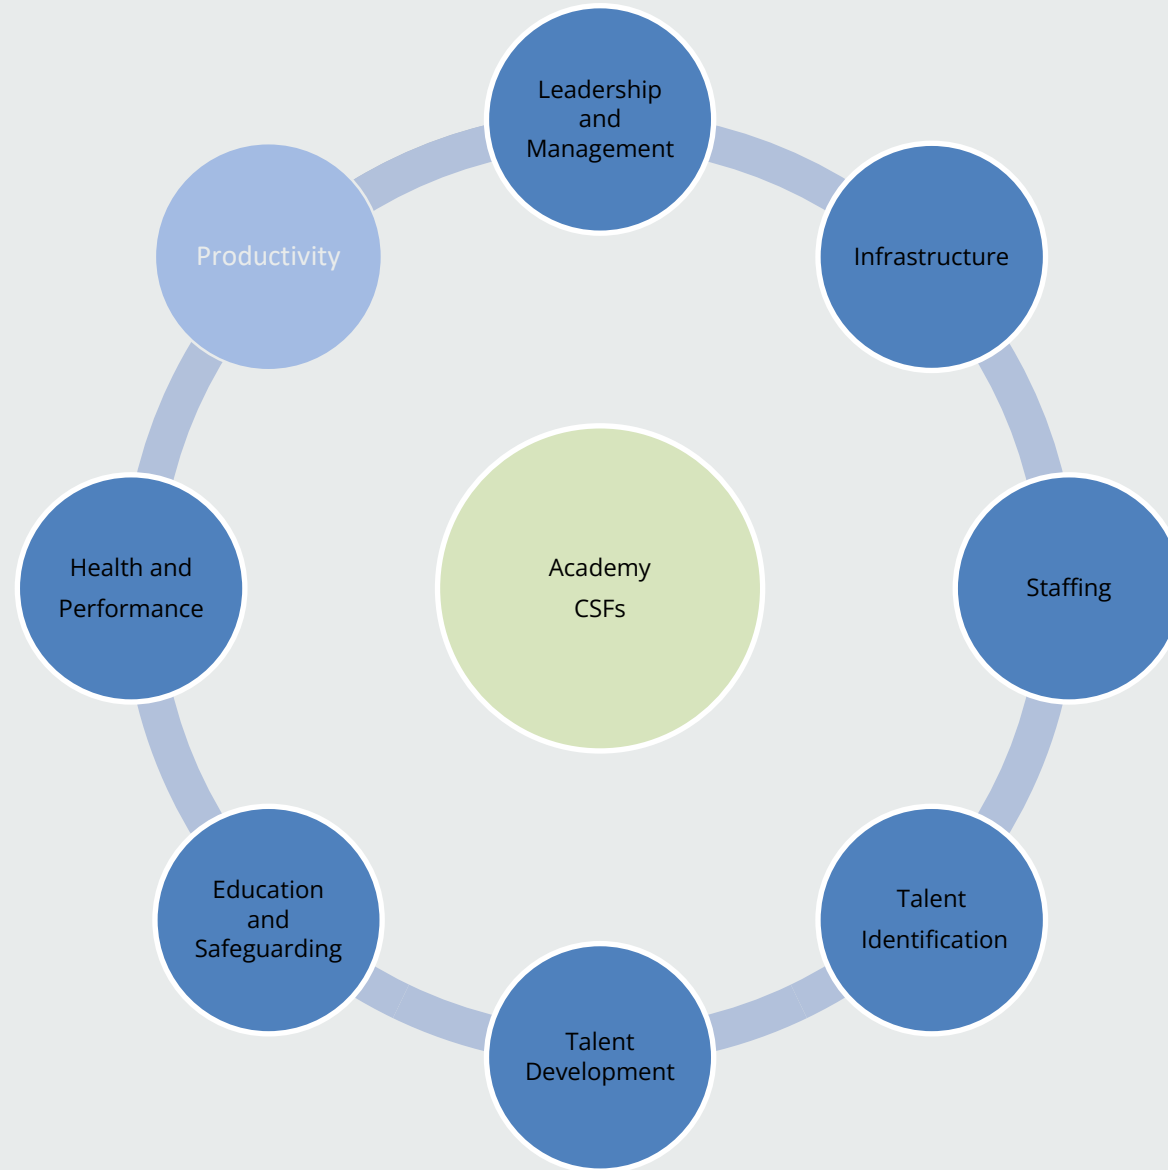 Leadership
and
Management
Infrastructure
Staffing
Talent
Identification
Talent
Development
Education
and
Safeguarding
Health and
Performance
Productivity
Academy
CSFs